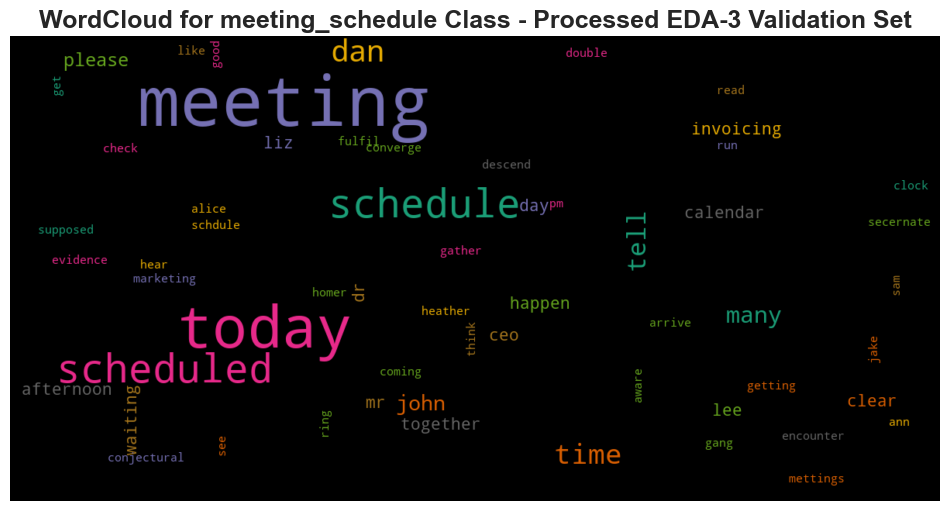 WordCloud for meeting_schedule Class - Processed EDA-3 Validation Set
like
good
dan
double
please
get
meeting
read
invoicing
check
liz
fulfil
converge
run
descend
clock
alice
schedule
day
pm
calendar
secernate
schdule
supposed
tell
evidence
gather
hear
marketing
sam
homer
dr
heather
happen
today
many
arrive
think
ceo
jake
scheduled
coming
aware
getting
afternoon
waiting
mr
john
lee
clear
ring
together
ann
see
gang
encounter
conjectural
time
mettings